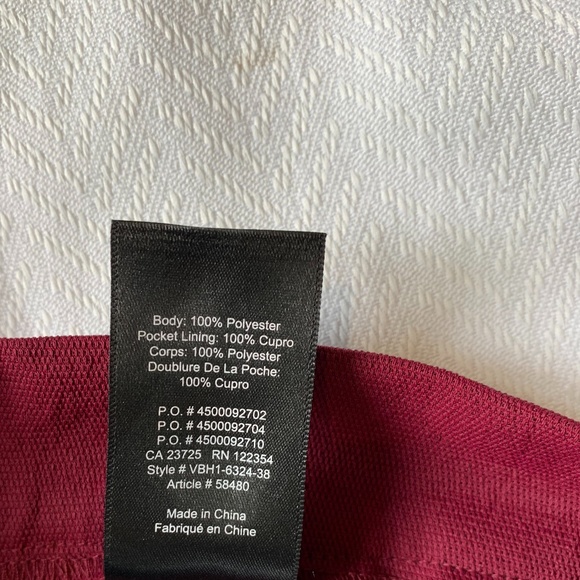 Body: 100% Polyester
Pocket Lining: 100% Cupro
Corps: 100% Polyester
Doublure De La Poche:
100% Cupro
P.O. # 4500092702
P.O. # 4500092704
P.O. # 4500092710
CA 23725 RN 122354
Style # VBH1-6324-38
Article # 58480
Made in China
Fabriqué en Chine